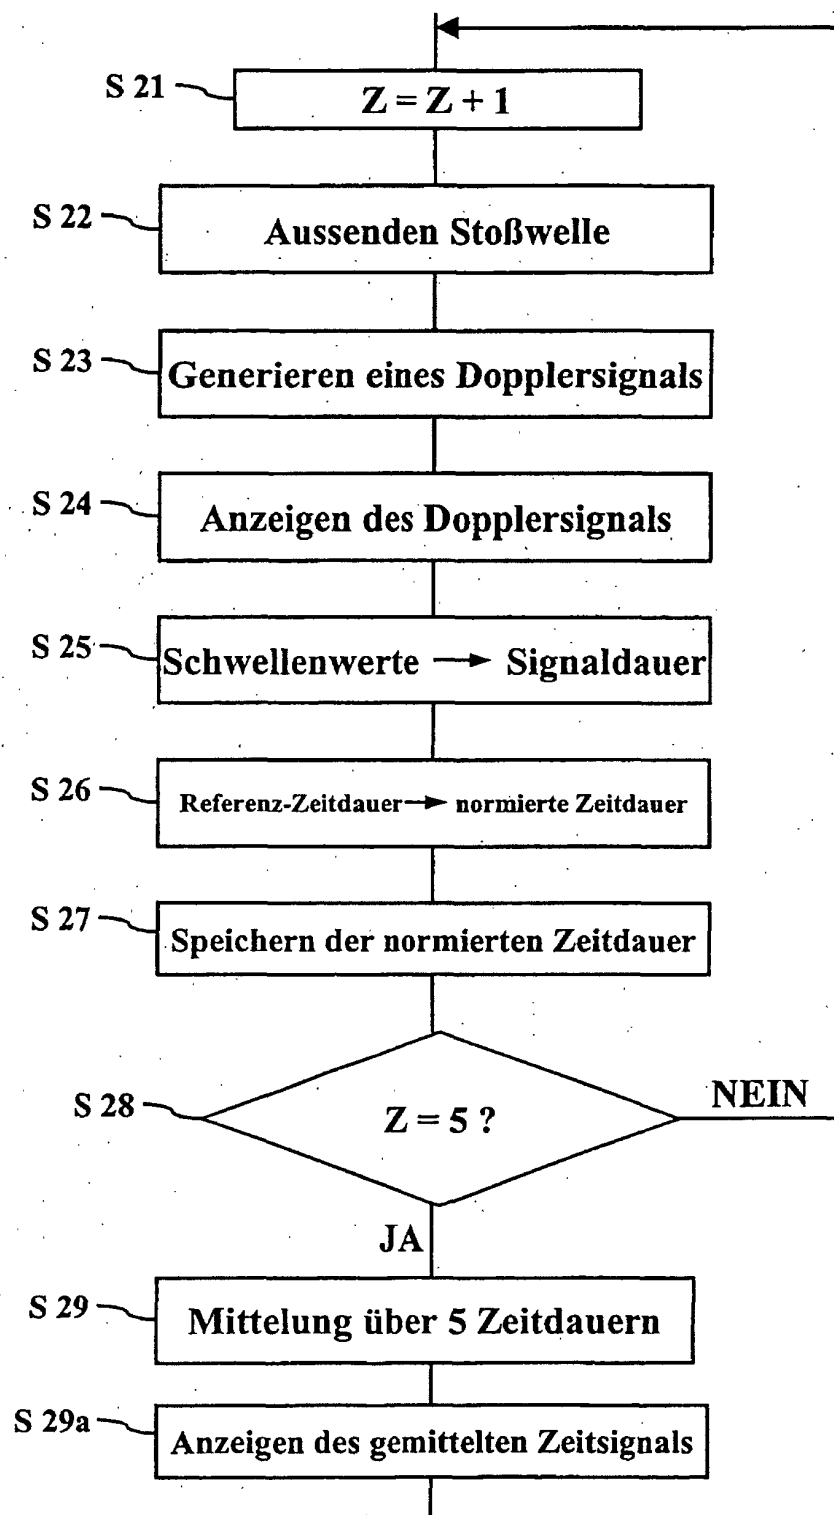 S 21
Z = Z + 1
S 22
Aussenden Stoßwelle
S 23
Generieren eines Dopplersignals
S 24
Anzeigen des Dopplersignals
S 25
Schwellenwerte → Signaldauer
S 26
Referenz-Zeitdauer → normierte Zeitdauer
S 27
Speichern der normierten Zeitdauer
S 28
Z = 5 ?
NEIN
JA
S 29
Mittelung über 5 Zeitdauern
S 29a
Anzeigen des gemittelten Zeitsignals